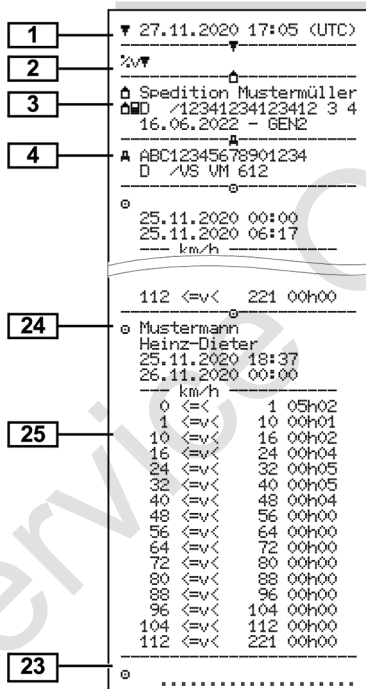 1
▼ 27.11.2020 17:05 (UTC)
2
%v▼
3
Spedition Mustermüller
D /12341234123412 3 4
16.06.2022 - GEN2
4
A ABC12345678901234
D /VS VM 612
25.11.2020 00:00
25.11.2020 06:17
--- km/h ---
112 <=v< 221 00h00
24
Mustermann
Heinz-Dieter
25.11.2020 18:37
26.11.2020 00:00
--- km/h ---
25
0 <=< 1 05h02
1 <=v< 10 00h01
10 <=v< 16 00h02
16 <=v< 24 00h04
24 <=v< 32 00h05
32 <=v< 40 00h05
40 <=v< 48 00h04
48 <=v< 56 00h00
56 <=v< 64 00h00
64 <=v< 72 00h00
72 <=v< 80 00h00
80 <=v< 88 00h00
88 <=v< 96 00h00
96 <=v< 104 00h00
104 <=v< 112 00h00
112 <=v< 221 00h00
23